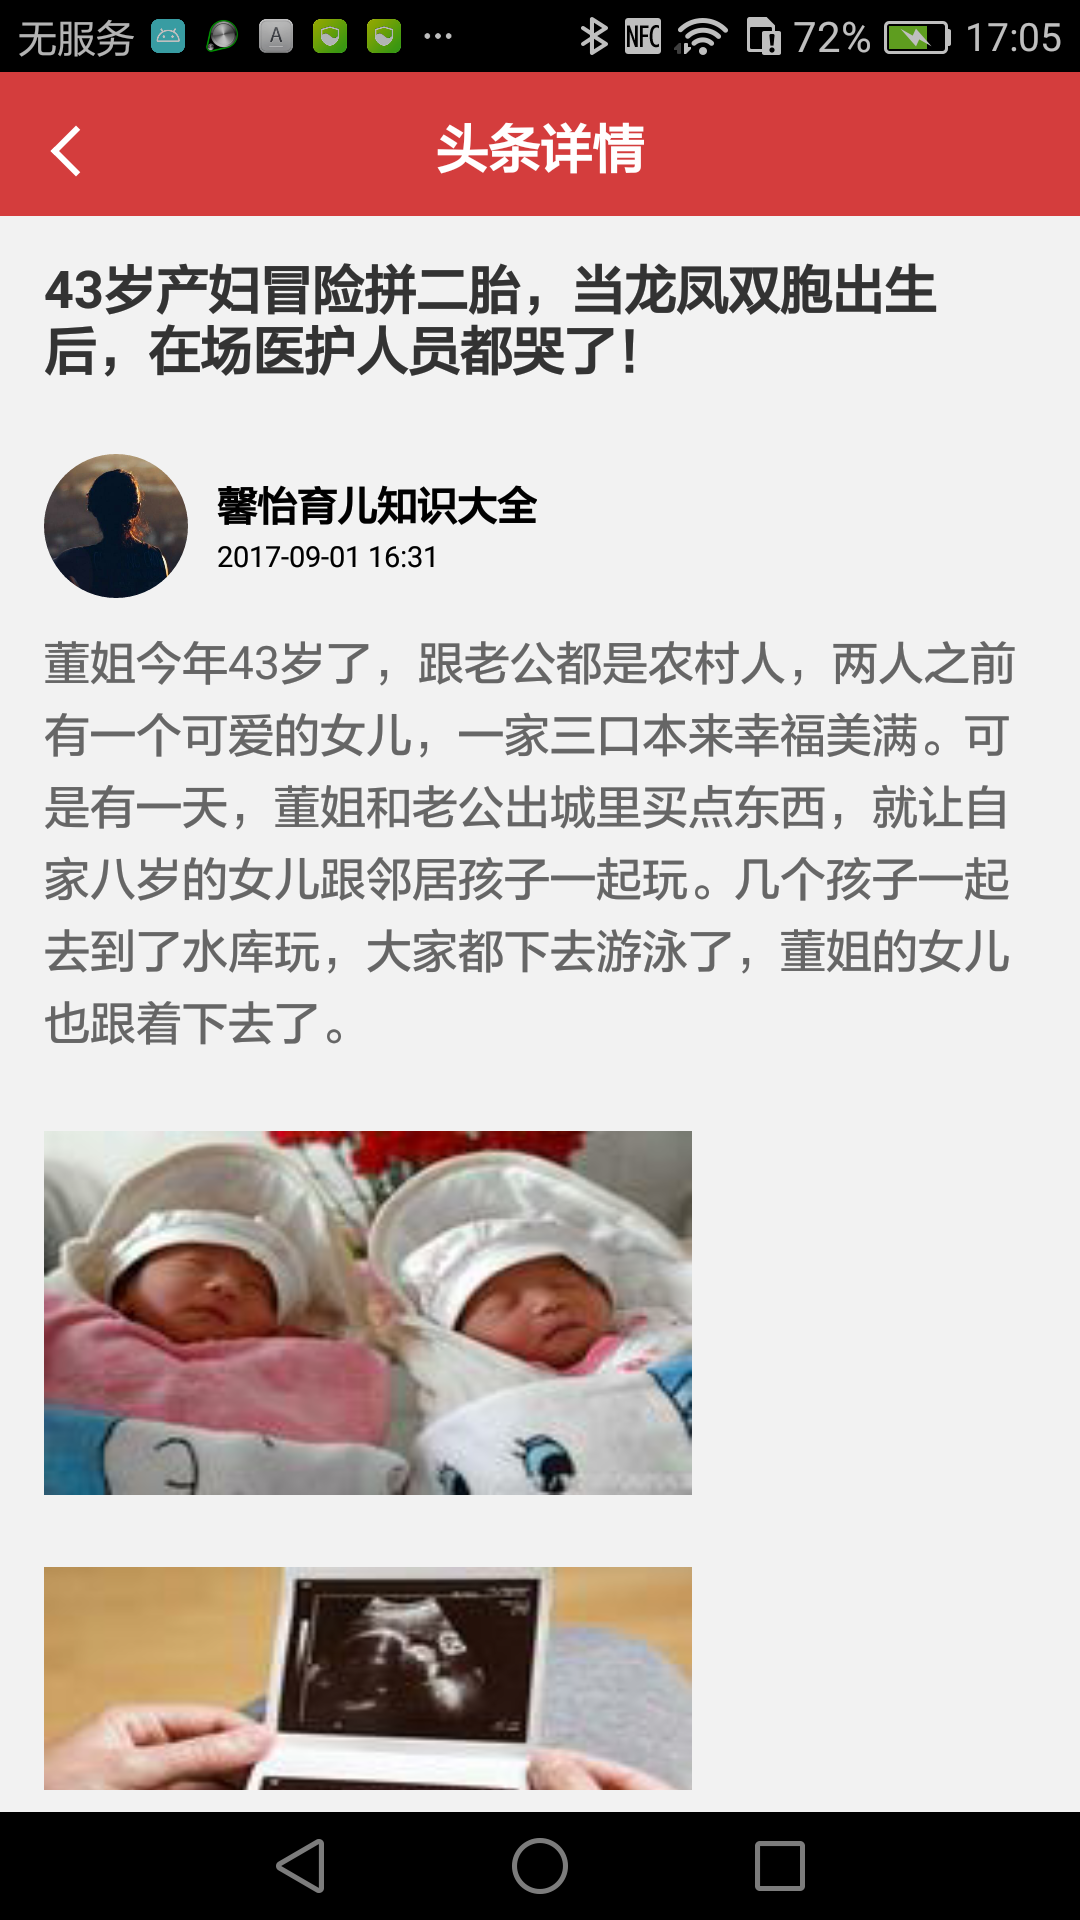 无服务
NFC
72%
17:05
头条详情
43岁产妇冒险拼二胎，当龙凤双胞出生
后，在场医护人员都哭了！
馨怡育儿知识大全
2017-09-01 16:31
董姐今年43岁了，跟老公都是农村人，两人之前
有一个可爱的女儿，一家三口本来幸福美满。可
是有一天，董姐和老公出城里买点东西，就让自
家八岁的女儿跟邻居孩子一起玩。几个孩子一起
去到了水库玩，大家都下去游泳了，董姐的女儿
也跟着下去了。